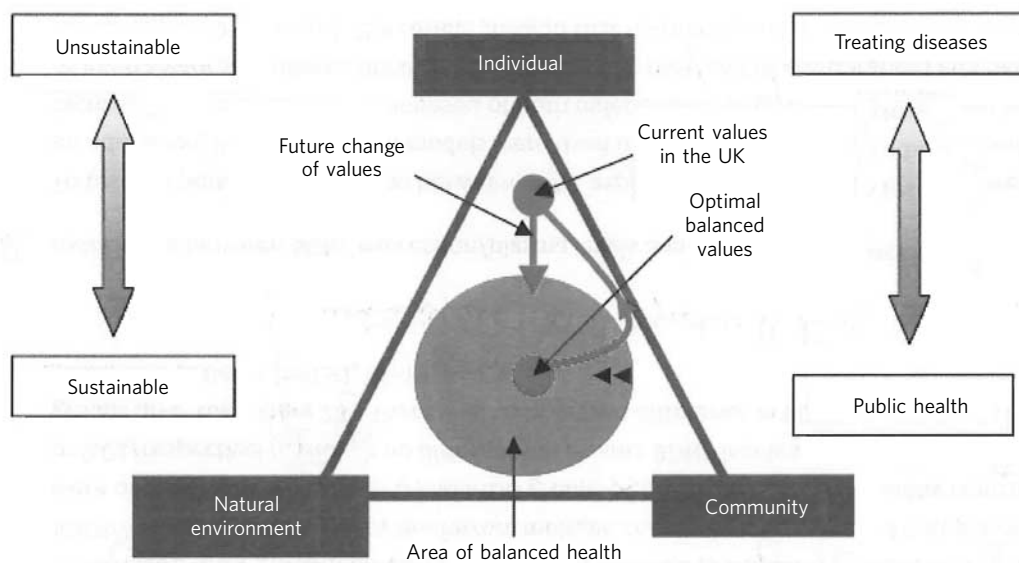 Unsustainable
Individual
Treating diseases
Future change
of values
Current values
in the UK
Optimal
balanced
values
Sustainable
Public health
Natural
environment
Community
Area of balanced health